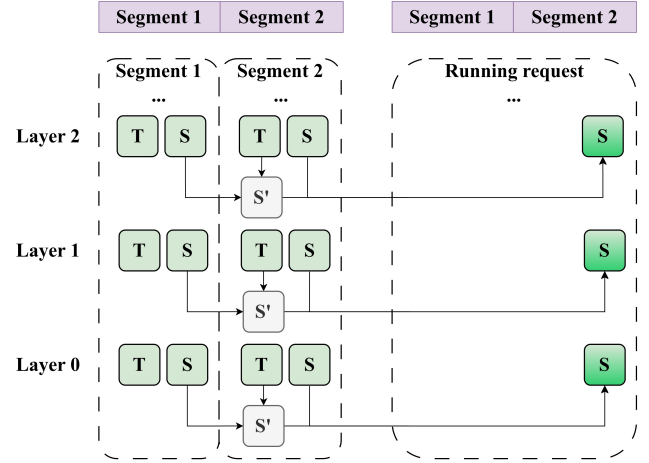 Segment 1 Segment 2 Segment 1 Segment 2
Segment 1 Segment 2 Running request
... ... ...
Layer 2 T S T S S
S'
Layer 1 T S T S S
S'
Layer 0 T S T S S
S'